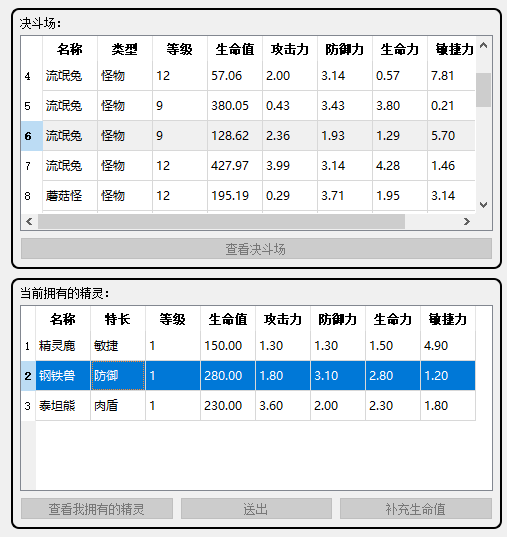 决斗场：
名称 类型 等级 生命值 攻击力 防御力 生命力 敏捷力
4 流氓兔 怪物 12 57.06 2.00 3.14 0.57 7.81
5 流氓兔 怪物 9 380.05 0.43 3.43 3.80 0.21
6 流氓兔 怪物 9 128.62 2.36 1.93 1.29 5.70
7 流氓兔 怪物 12 427.97 3.99 3.14 4.28 1.46
8 蘑菇怪 怪物 12 195.19 0.29 3.71 1.95 3.14
查看决斗场
当前拥有的精灵：
名称 特长 等级 生命值 攻击力 防御力 生命力 敏捷力
1 精灵鹿 敏捷 1 150.00 1.30 1.30 1.50 4.90
2 钢铁兽 防御 1 280.00 1.80 3.10 2.80 1.20
3 泰坦熊 肉盾 1 230.00 3.60 2.00 2.30 1.80
查看我拥有的精灵 送出 补充生命值